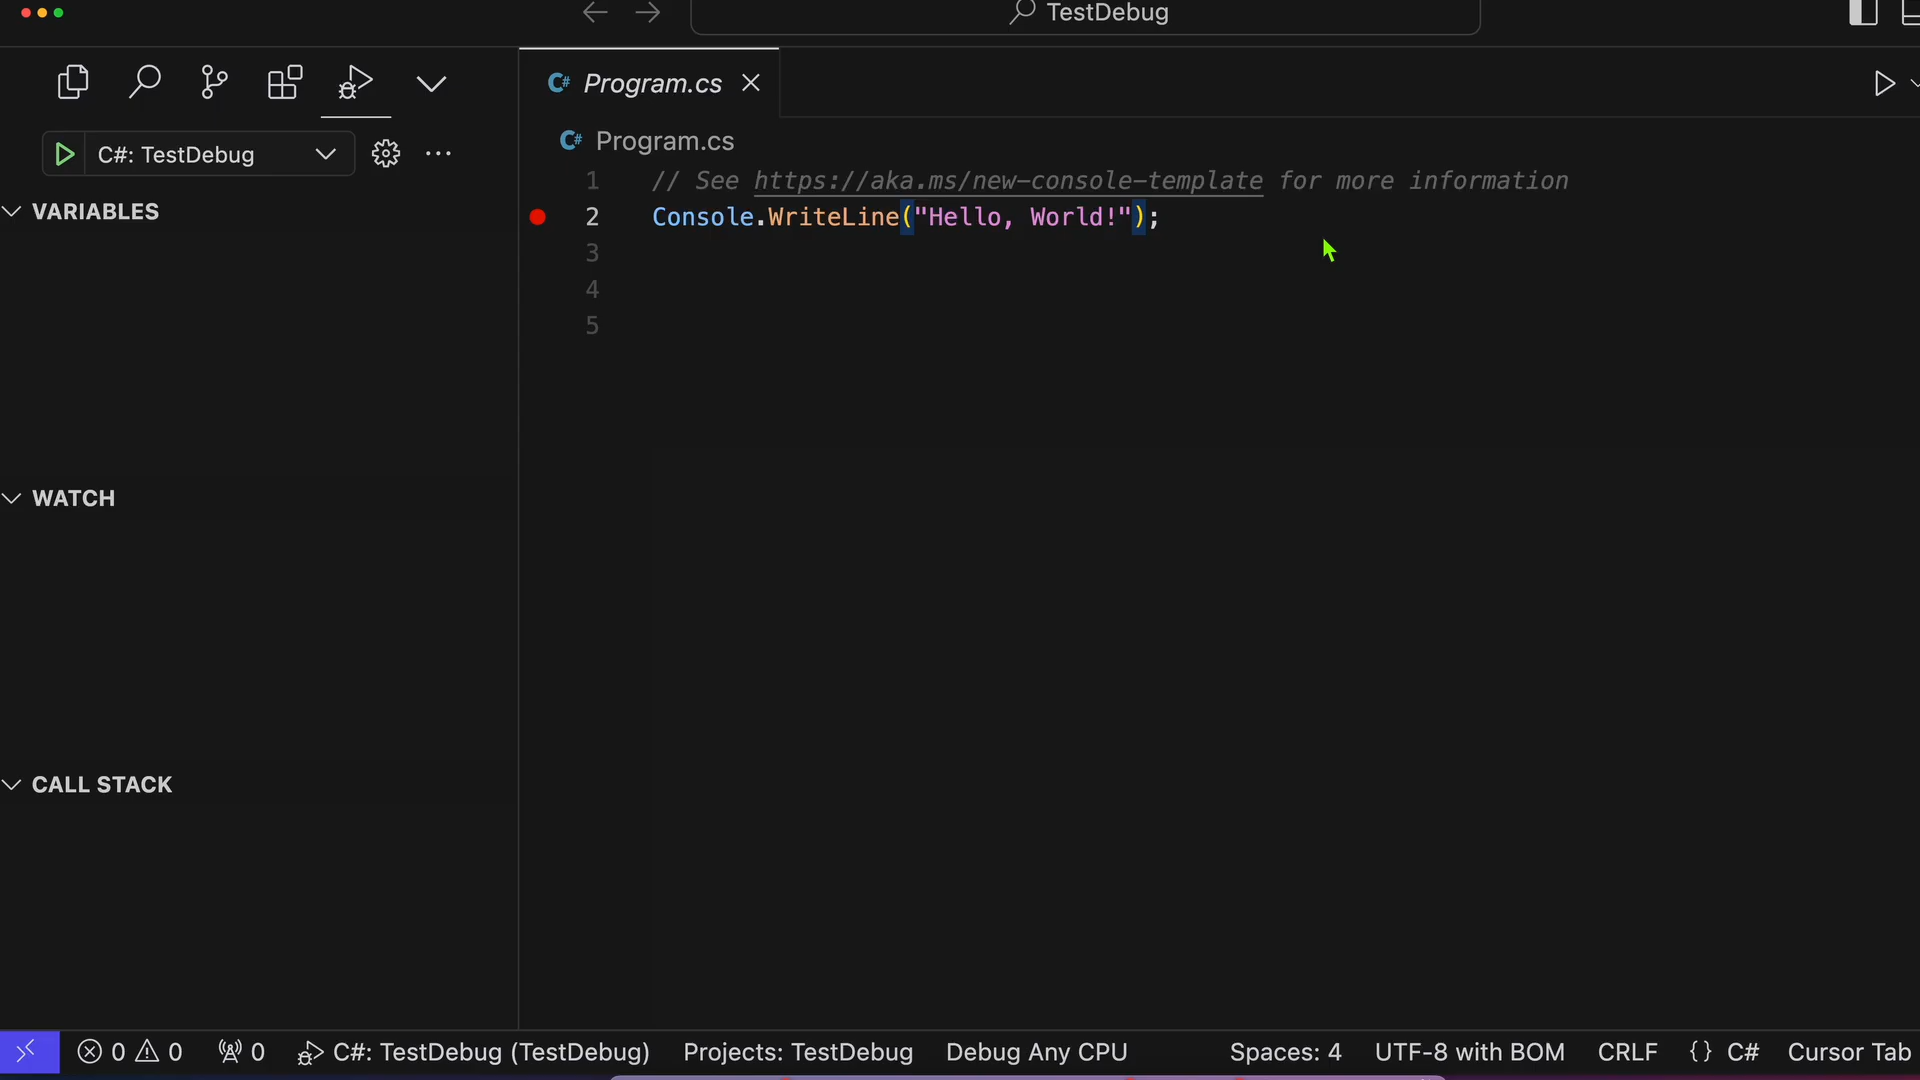 TestDebug
C# Program.cs
C#: TestDebug
C# Program.cs
VARIABLES
1 // See https://aka.ms/new-console-template for more information
2 Console.WriteLine("Hello, World!");
3
4
5
WATCH
CALL STACK
0 0 0 C#: TestDebug (TestDebug) Projects: TestDebug Debug Any CPU Spaces: 4 UTF-8 with BOM CRLF {} C# Cursor Tab